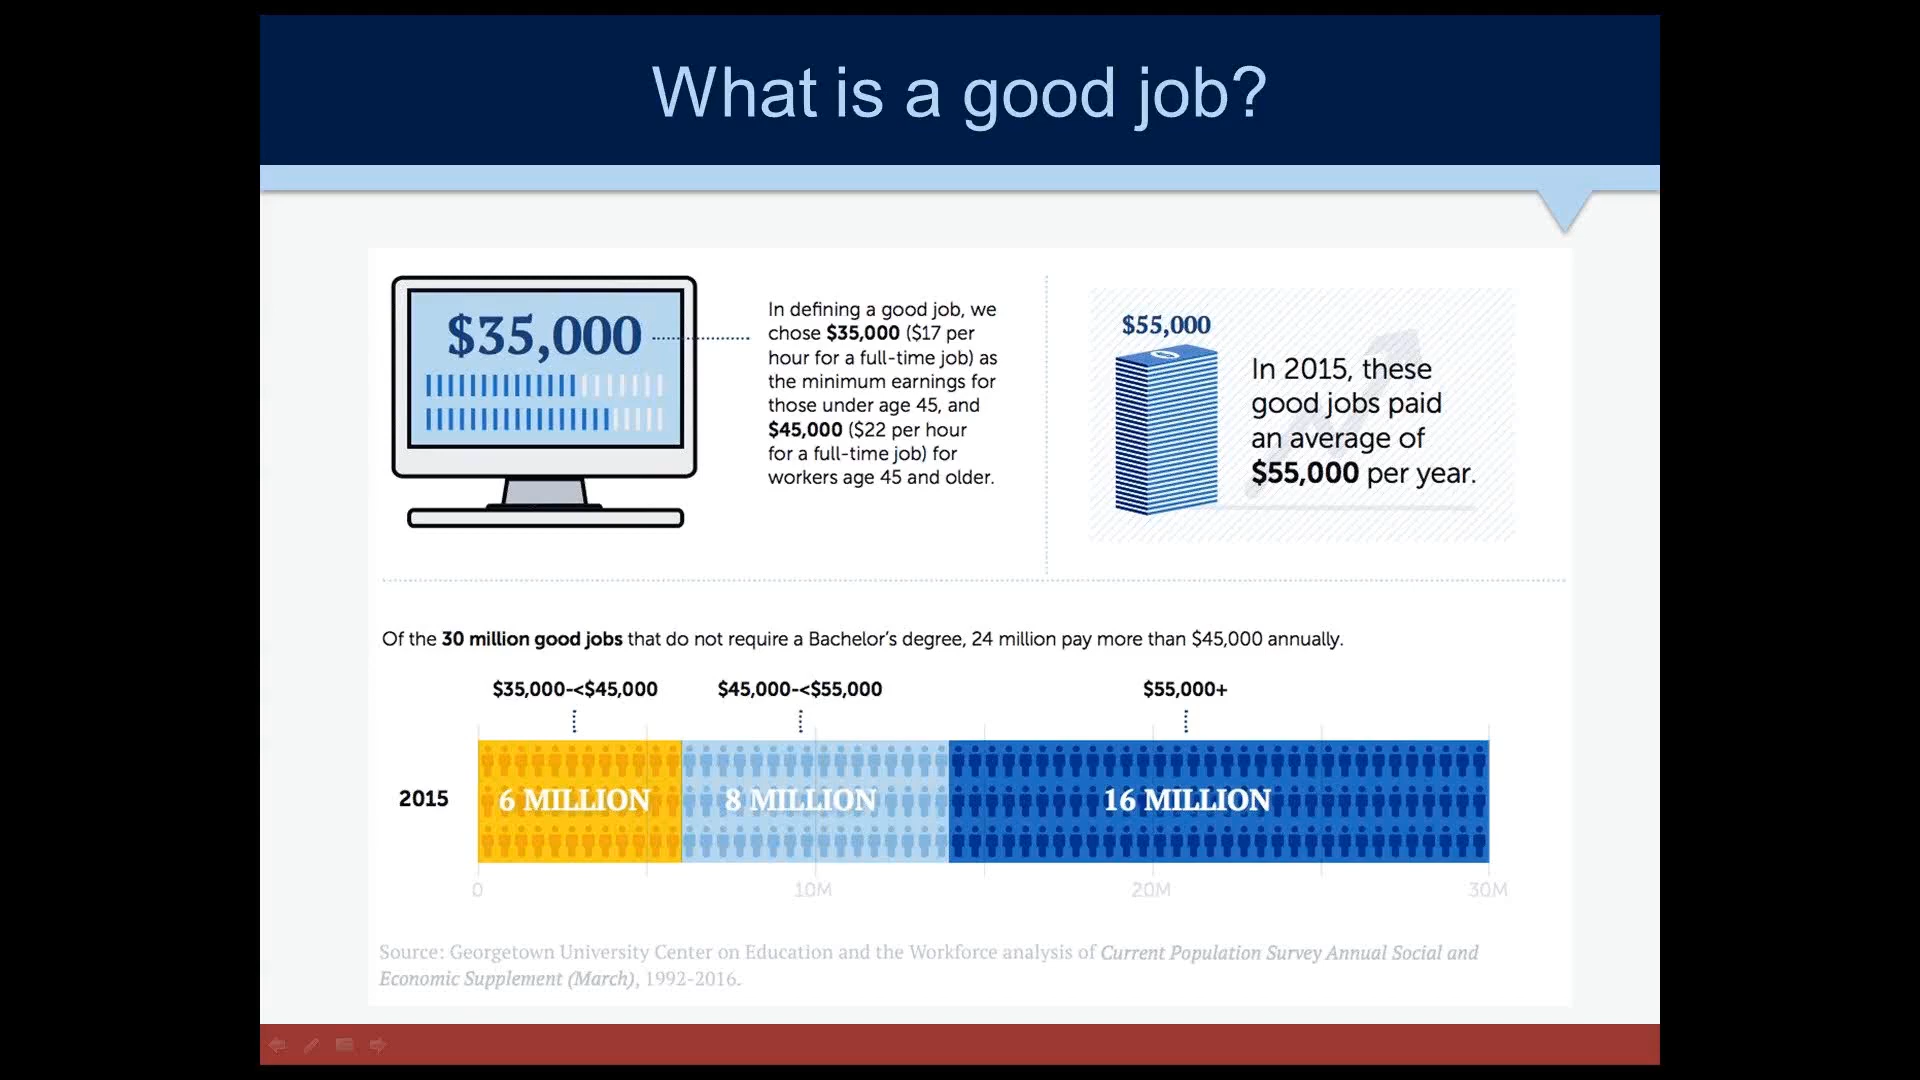 What is a good job?
$35,000
In defining a good job, we
chose $35,000 ($17 per
hour for a full-time job) as
the minimum earnings for
those under age 45, and
$45,000 ($22 per hour
for a full-time job) for
workers age 45 and older.
$55,000
In 2015, these
good jobs paid
an average of
$55,000 per year.
Of the 30 million good jobs that do not require a Bachelor’s degree, 24 million pay more than $45,000 annually.
$35,000-<$45,000 $45,000-<$55,000 $55,000+
2015 6 MILLION 8 MILLION 16 MILLION
0 10M 20M 30M
Source: Georgetown University Center on Education and the Workforce analysis of Current Population Survey Annual Social and
Economic Supplement (March), 1992-2016.